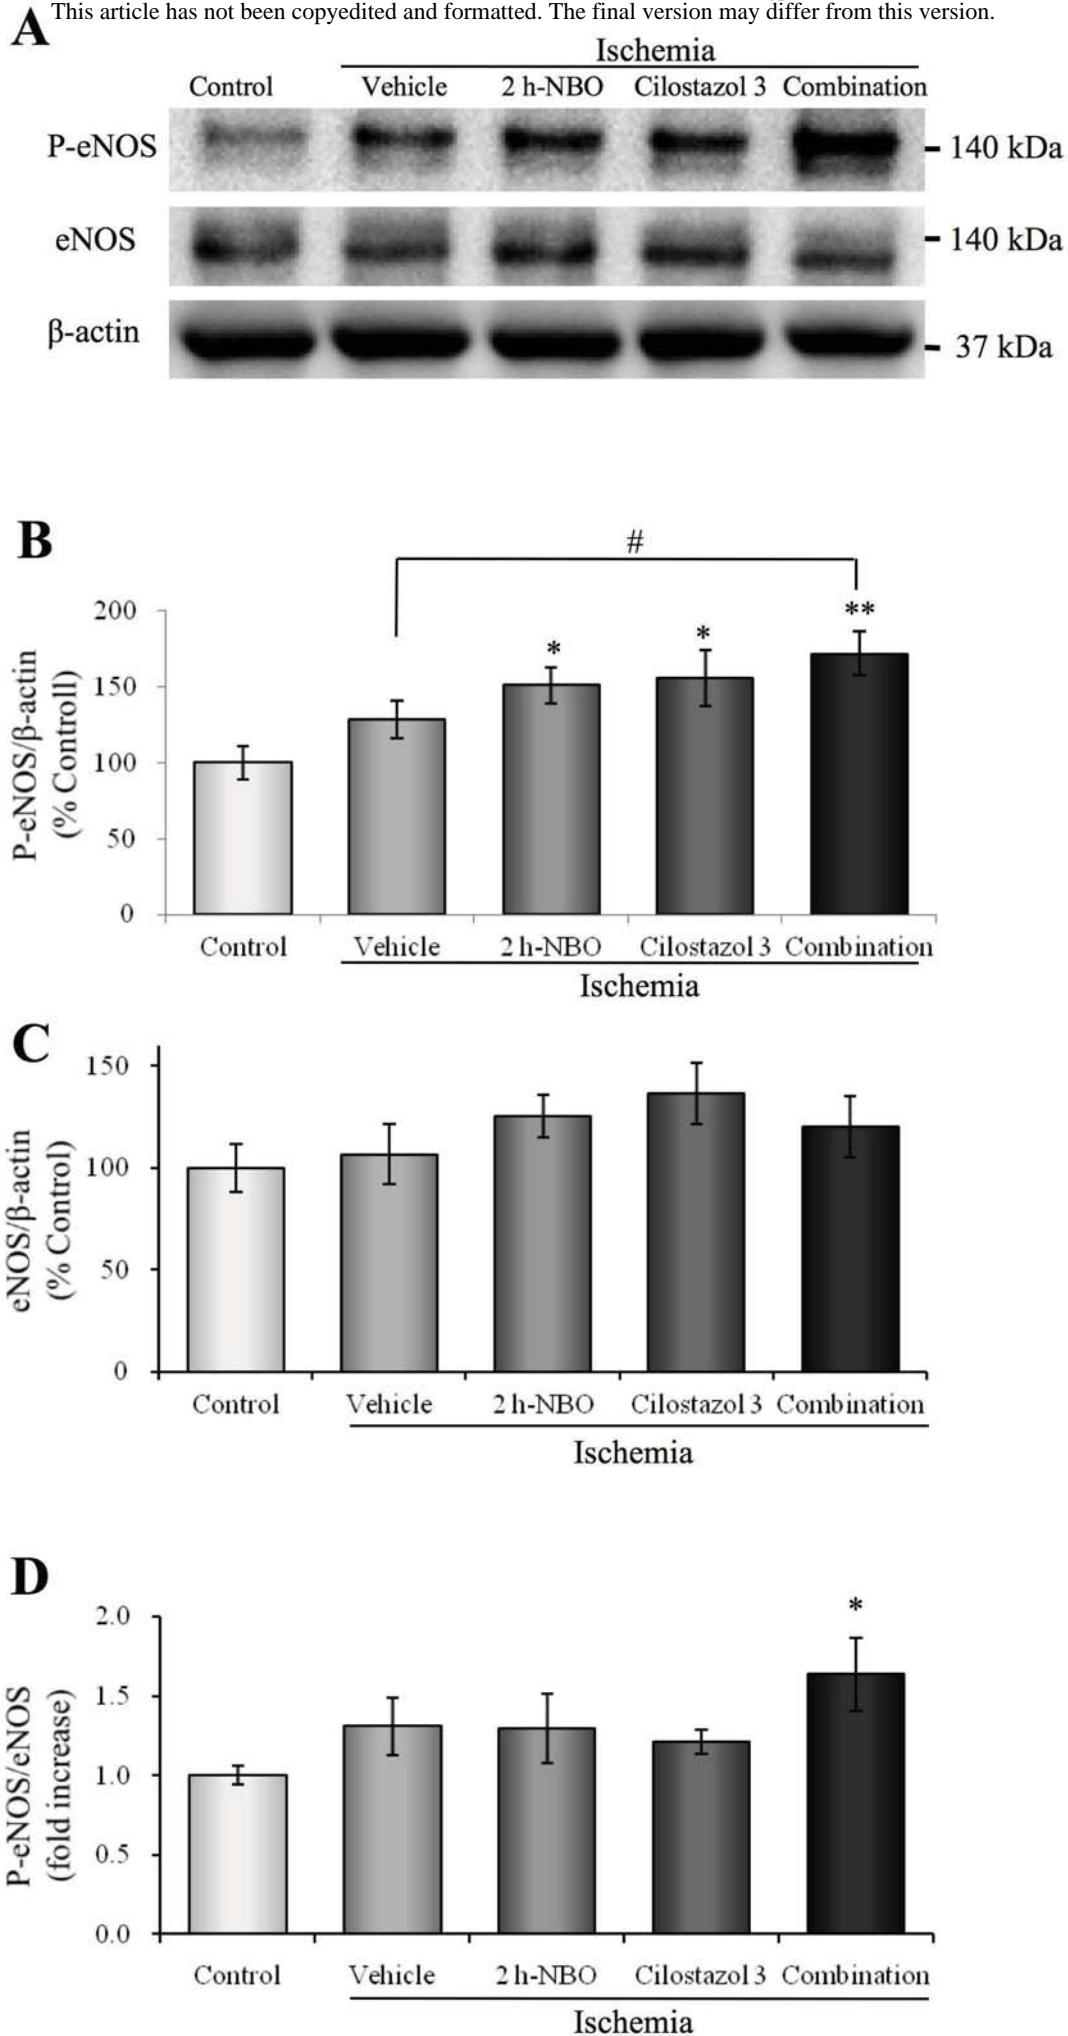 This article has not been copyedited and formatted. The final version may differ from this version.
A
Ischemia
Control Vehicle 2 h-NBO Cilostazol 3 Combination
P-eNOS 140 kDa
eNOS 140 kDa
β-actin 37 kDa
B
#
** 
* *
P-eNOS/β-actin
(% Controll)
200
150
100
50
0
Control Vehicle 2 h-NBO Cilostazol 3 Combination
Ischemia
C
eNOS/β-actin
(% Control)
150
100
50
0
Control Vehicle 2 h-NBO Cilostazol 3 Combination
Ischemia
D
*
P-eNOS/eNOS
(fold increase)
2.0
1.5
1.0
0.5
0.0
Control Vehicle 2 h-NBO Cilostazol 3 Combination
Ischemia